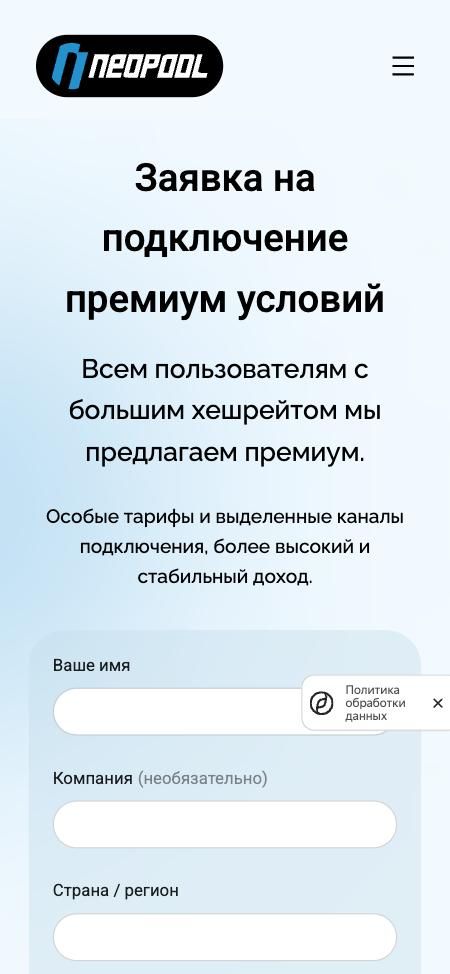 NEOPOOL
Заявка на
подключение
премиум условий
Всем пользователям с
большим хешрейтом мы
предлагаем премиум.
Особые тарифы и выделенные каналы
подключения, более высокий и
стабильный доход.
Ваше имя
Политика
обработки
данных
Компания (необязательно)
Страна / регион